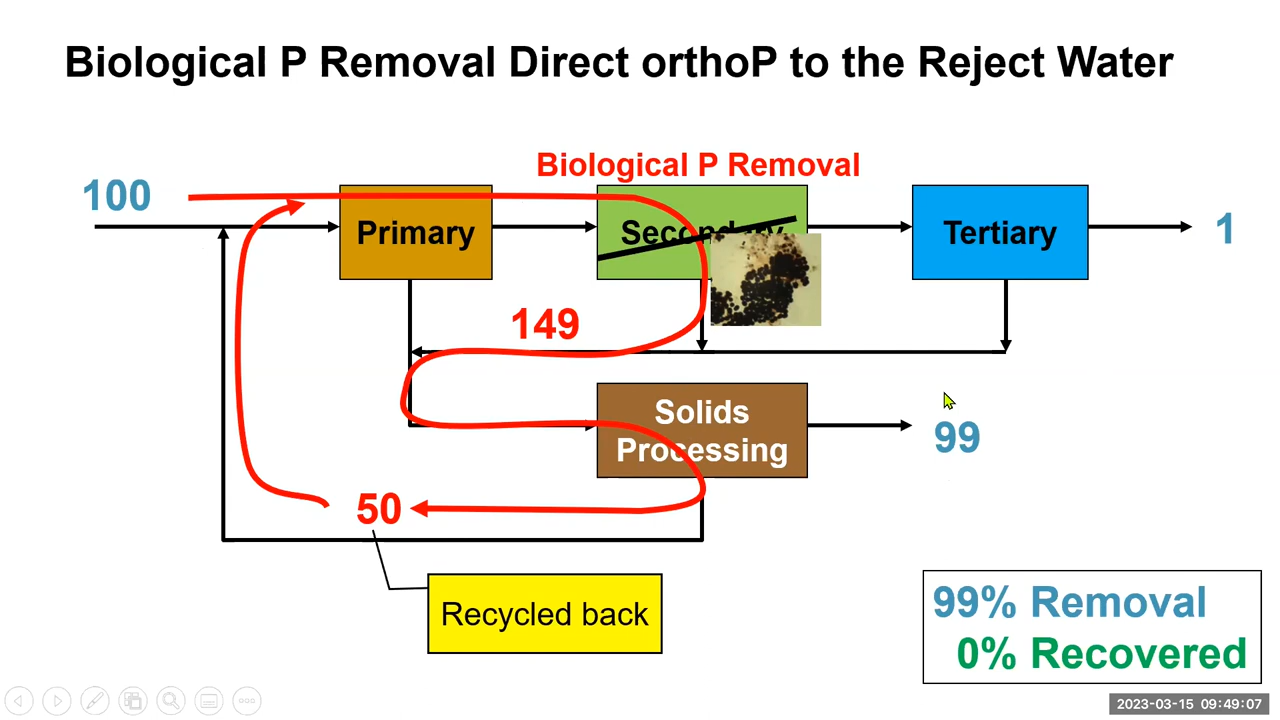 Biological P Removal Direct orthoP to the Reject Water
Biological P Removal
100
Primary
Secondary
Tertiary
1
149
Solids
Processing
99
50
Recycled back
99% Removal
0% Recovered
2023-03-15 09:49:07